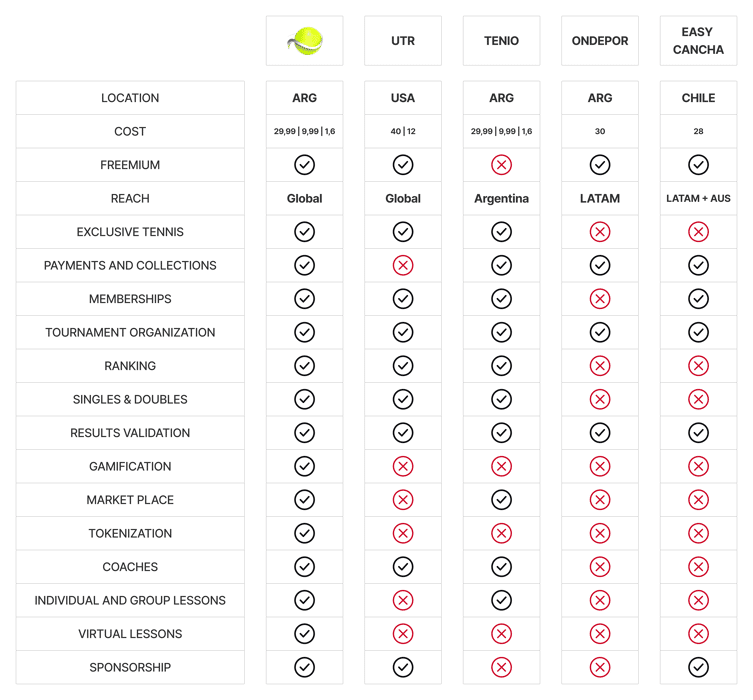 UTR TENIO ONDEPOR EASY CANCHA
LOCATION ARG USA ARG ARG CHILE
COST 29,99 | 9,99 | 1,6 40 | 12 29,99 | 9,99 | 1,6 30 28
FREEMIUM
REACH Global Global Argentina LATAM LATAM + AUS
EXCLUSIVE TENNIS
PAYMENTS AND COLLECTIONS
MEMBERSHIPS
TOURNAMENT ORGANIZATION
RANKING
SINGLES & DOUBLES
RESULTS VALIDATION
GAMIFICATION
MARKET PLACE
TOKENIZATION
COACHES
INDIVIDUAL AND GROUP LESSONS
VIRTUAL LESSONS
SPONSORSHIP